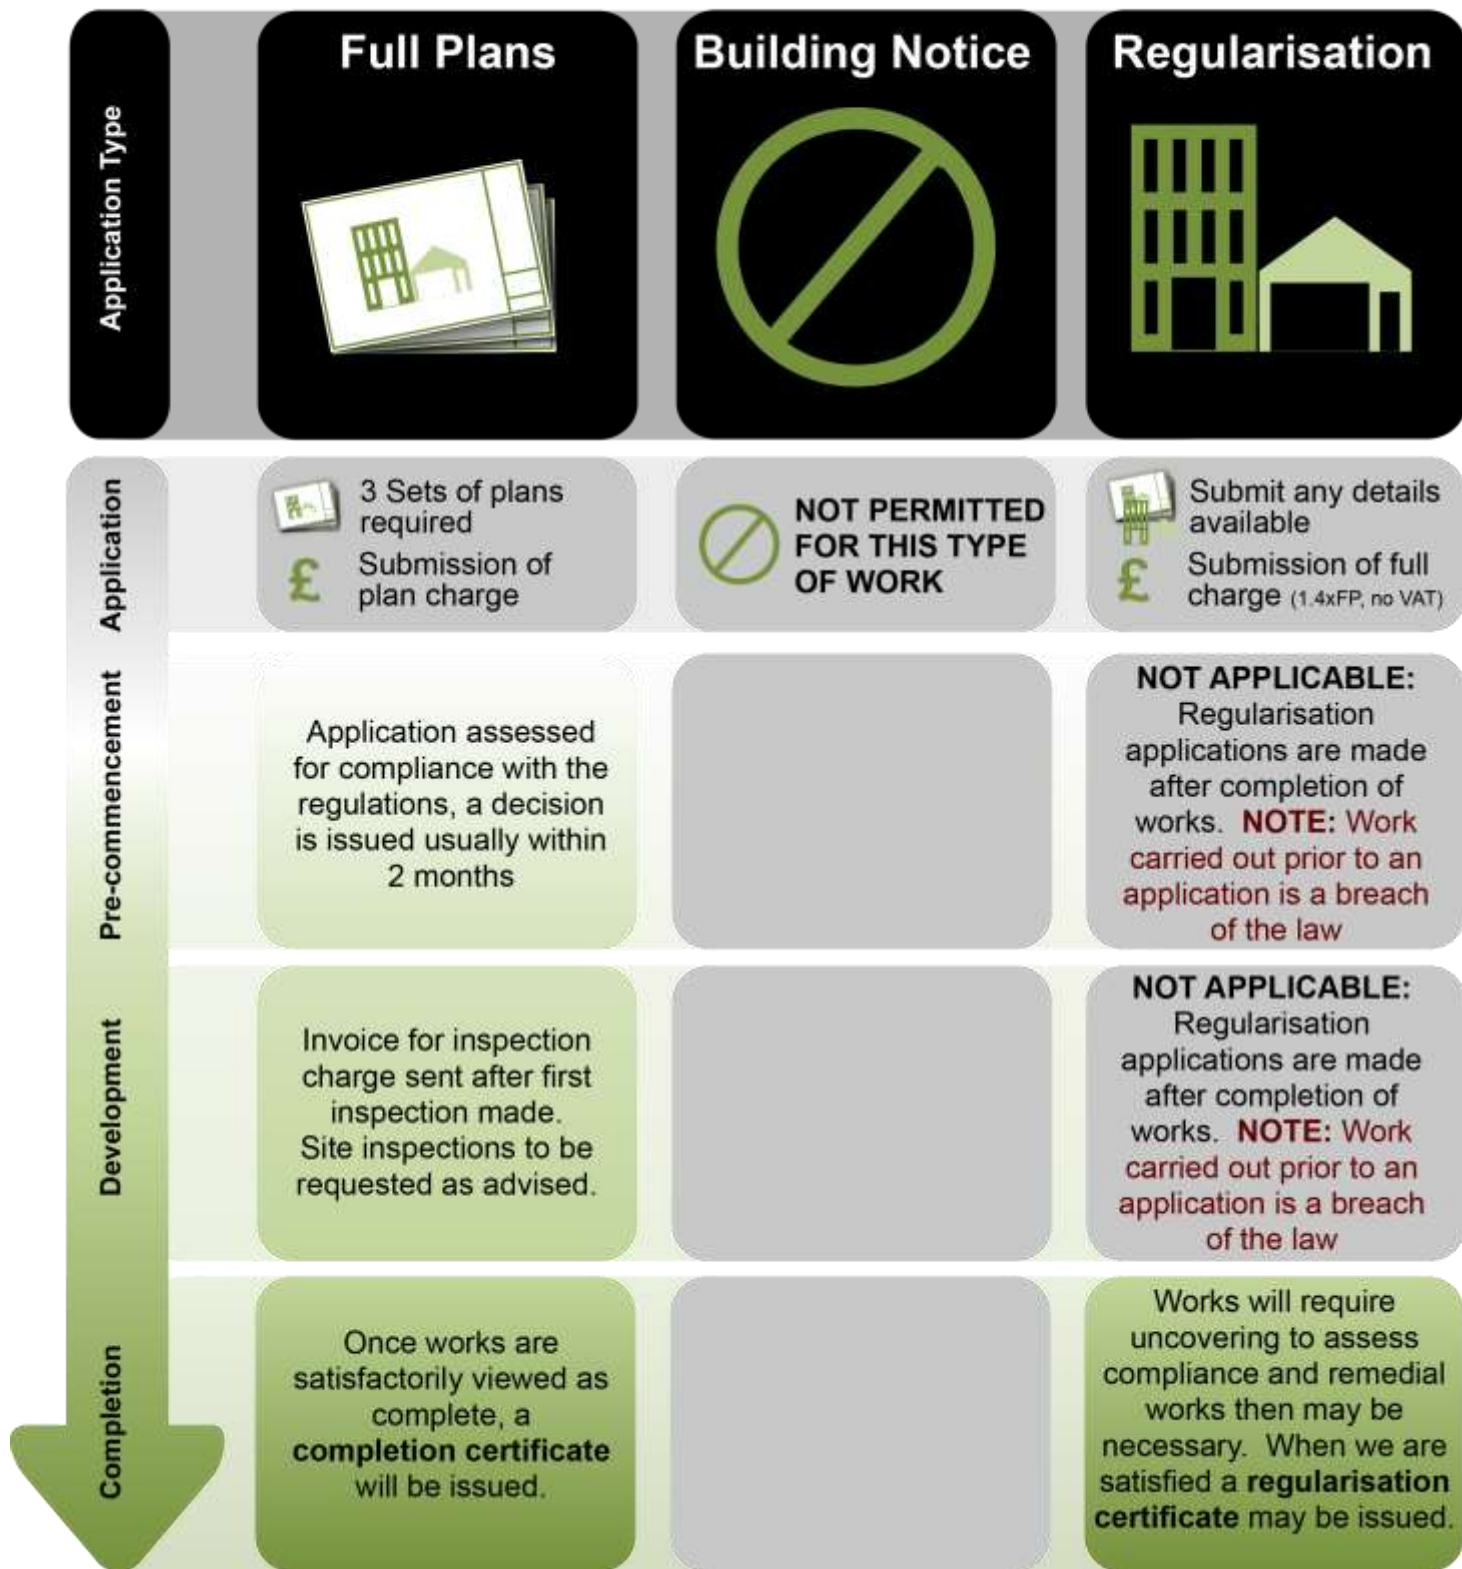 Application Type
Full Plans
Building Notice
Regularisation
Application
3 Sets of plans
required
£
Submission of
plan charge
NOT PERMITTED
FOR THIS TYPE
OF WORK
Submit any details
available
£
Submission of full
charge (1.4xFP, no VAT)
Pre-commencement
Application assessed
for compliance with the
regulations, a decision
is issued usually within
2 months
NOT APPLICABLE:
Regularisation
applications are made
after completion of
works. NOTE: Work
carried out prior to an
application is a breach
of the law
Development
Invoice for inspection
charge sent after first
inspection made.
Site inspections to be
requested as advised.
NOT APPLICABLE:
Regularisation
applications are made
after completion of
works. NOTE: Work
carried out prior to an
application is a breach
of the law
Completion
Once works are
satisfactorily viewed as
complete, a
completion certificate
will be issued.
Works will require
uncovering to assess
compliance and remedial
works then may be
necessary. When we are
satisfied a regularisation
certificate may be issued.